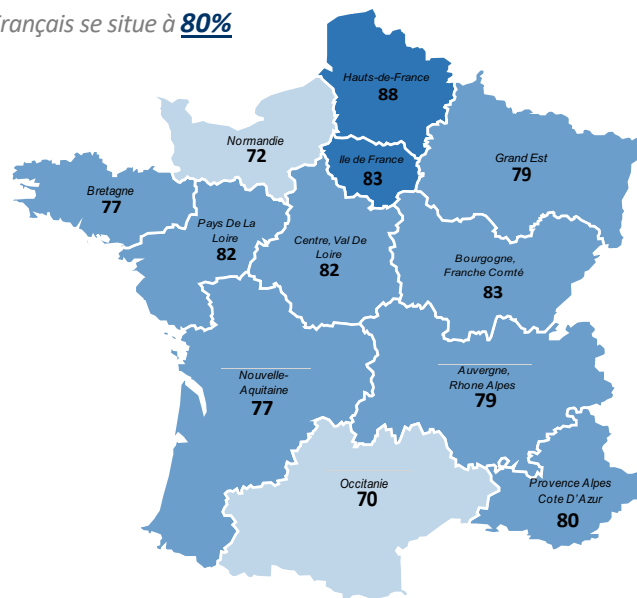 Français se situe à 80%
Hauts-de-France
88
Normandie
72
Ile de France
83
Grand Est
79
Bretagne
77
Pays De La
Loire
82
Centre, Val De
Loire
82
Bourgogne,
Franche Comté
83
Nouvelle-
Aquitaine
77
Auvergne,
Rhone Alpes
79
Occitanie
70
Provence Alpes
Cote D'Azur
80